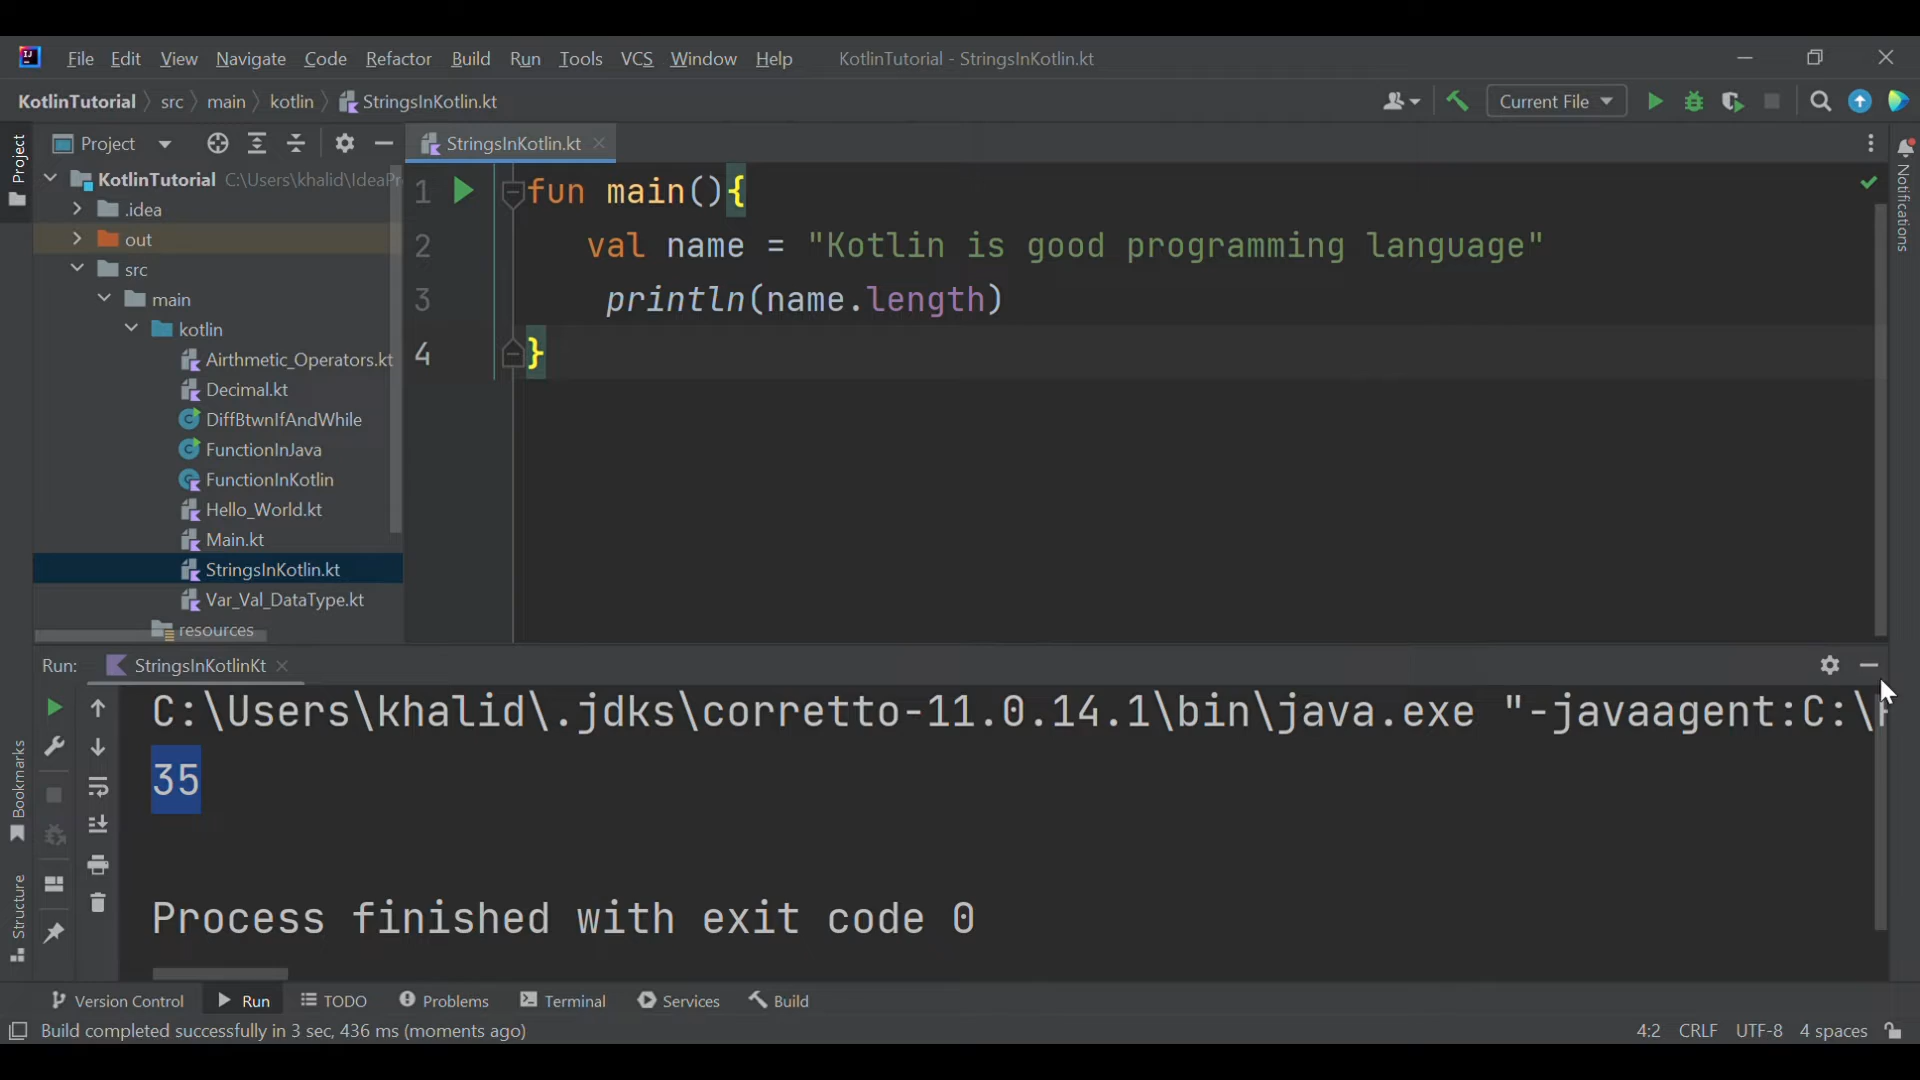 File Edit View Navigate Code Refactor Build Run Tools VCS Window Help KotlinTutorial - StringsInKotlin.kt
KotlinTutorial src main kotlin StringsInKotlin.kt Current File
Project
Project
StringsInKotlin.kt
Notifications
KotlinTutorial C:\Users\khalid\IdeaPr
.idea
out
src
main
kotlin
Airthmetic_Operators.kt
Decimal.kt
DiffBtwnIfAndWhile
FunctionInJava
FunctionInKotlin
Hello_World.kt
Main.kt
StringsInKotlin.kt
Var_Val_DataType.kt
resources
1 fun main(){
2 val name = "Kotlin is good programming language"
3 println(name.length)
4 }
Run: StringsInKotlinKt
C:\Users\khalid\.jdks\corretto-11.0.14.1\bin\java.exe "-javaagent:C:\
35
Process finished with exit code 0
Bookmarks
Structure
Version Control Run TODO Problems Terminal Services Build
Build completed successfully in 3 sec, 436 ms (moments ago) 4:2 CRLF UTF-8 4 spaces